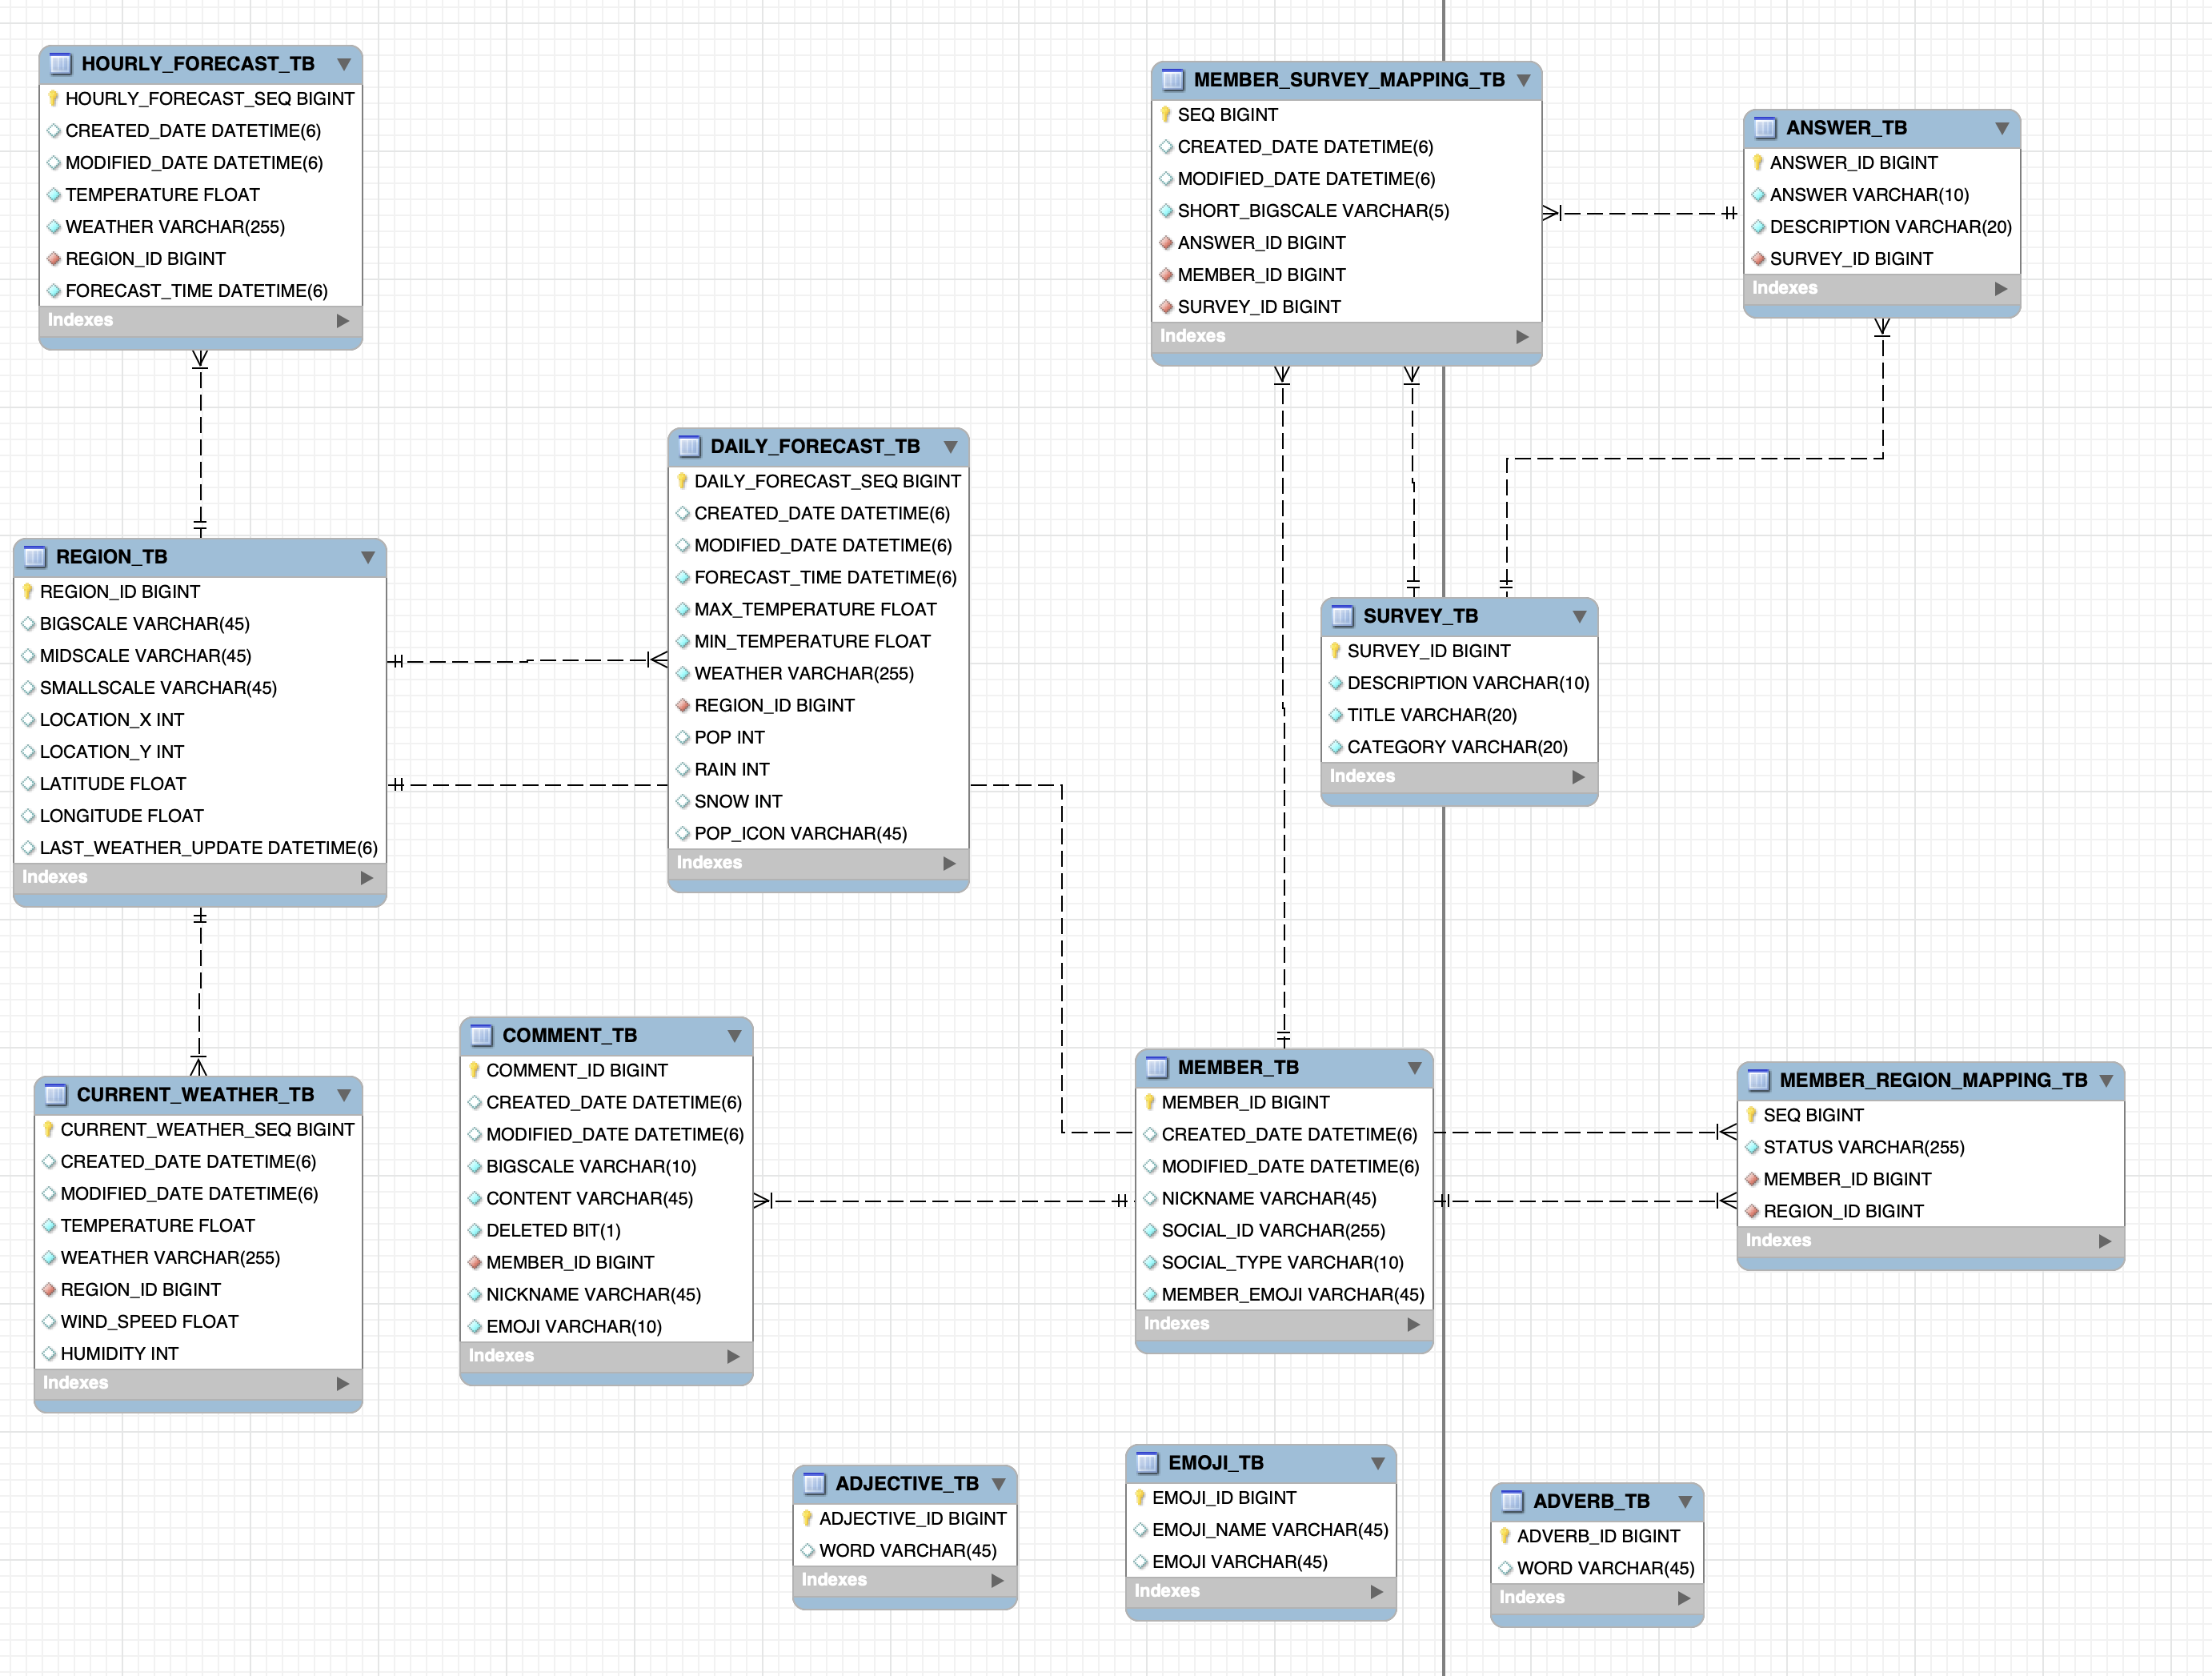 HOURLY_FORECAST_TB
HOURLY_FORECAST_SEQ BIGINT
CREATED_DATE DATETIME(6)
MODIFIED_DATE DATETIME(6)
TEMPERATURE FLOAT
WEATHER VARCHAR(255)
REGION_ID BIGINT
FORECAST_TIME DATETIME(6)
Indexes
MEMBER_SURVEY_MAPPING_TB
SEQ BIGINT
CREATED_DATE DATETIME(6)
MODIFIED_DATE DATETIME(6)
SHORT_BIGSCALE VARCHAR(5)
ANSWER_ID BIGINT
MEMBER_ID BIGINT
SURVEY_ID BIGINT
Indexes
ANSWER_TB
ANSWER_ID BIGINT
ANSWER VARCHAR(10)
DESCRIPTION VARCHAR(20)
SURVEY_ID BIGINT
Indexes
DAILY_FORECAST_TB
DAILY_FORECAST_SEQ BIGINT
CREATED_DATE DATETIME(6)
MODIFIED_DATE DATETIME(6)
FORECAST_TIME DATETIME(6)
MAX_TEMPERATURE FLOAT
MIN_TEMPERATURE FLOAT
WEATHER VARCHAR(255)
REGION_ID BIGINT
POP INT
RAIN INT
SNOW INT
POP_ICON VARCHAR(45)
Indexes
REGION_TB
REGION_ID BIGINT
BIGSCALE VARCHAR(45)
MIDSCALE VARCHAR(45)
SMALLSCALE VARCHAR(45)
LOCATION_X INT
LOCATION_Y INT
LATITUDE FLOAT
LONGITUDE FLOAT
LAST_WEATHER_UPDATE DATETIME(6)
Indexes
SURVEY_TB
SURVEY_ID BIGINT
DESCRIPTION VARCHAR(10)
TITLE VARCHAR(20)
CATEGORY VARCHAR(20)
Indexes
CURRENT_WEATHER_TB
CURRENT_WEATHER_SEQ BIGINT
CREATED_DATE DATETIME(6)
MODIFIED_DATE DATETIME(6)
TEMPERATURE FLOAT
WEATHER VARCHAR(255)
REGION_ID BIGINT
WIND_SPEED FLOAT
HUMIDITY INT
Indexes
COMMENT_TB
COMMENT_ID BIGINT
CREATED_DATE DATETIME(6)
MODIFIED_DATE DATETIME(6)
BIGSCALE VARCHAR(10)
CONTENT VARCHAR(45)
DELETED BIT(1)
MEMBER_ID BIGINT
NICKNAME VARCHAR(45)
EMOJI VARCHAR(10)
Indexes
MEMBER_TB
MEMBER_ID BIGINT
CREATED_DATE DATETIME(6)
MODIFIED_DATE DATETIME(6)
NICKNAME VARCHAR(45)
SOCIAL_ID VARCHAR(255)
SOCIAL_TYPE VARCHAR(10)
MEMBER_EMOJI VARCHAR(45)
Indexes
MEMBER_REGION_MAPPING_TB
SEQ BIGINT
STATUS VARCHAR(255)
MEMBER_ID BIGINT
REGION_ID BIGINT
Indexes
ADJECTIVE_TB
ADJECTIVE_ID BIGINT
WORD VARCHAR(45)
Indexes
EMOJI_TB
EMOJI_ID BIGINT
EMOJI_NAME VARCHAR(45)
EMOJI VARCHAR(45)
Indexes
ADVERB_TB
ADVERB_ID BIGINT
WORD VARCHAR(45)
Indexes